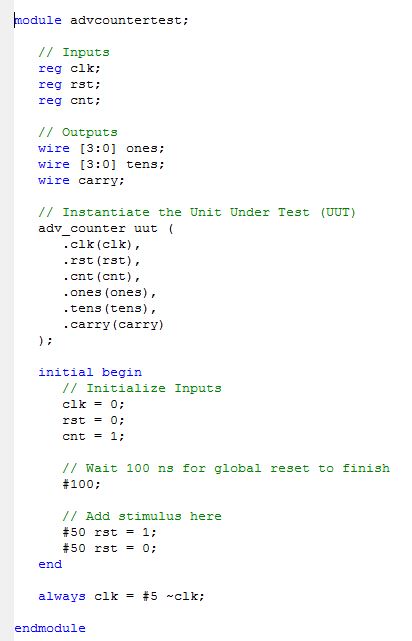 module advcountertest;
// Inputs
reg clk;
reg rst;
reg cnt;
// Outputs
wire [3:0] ones;
wire [3:0] tens;
wire carry;
// Instantiate the Unit Under Test (UUT)
adv_counter uut (
.clk(clk),
.rst(rst),
.cnt(cnt),
.ones(ones),
.tens(tens),
.carry(carry)
);
initial begin
// Initialize Inputs
clk = 0;
rst = 0;
cnt = 1;
// Wait 100 ns for global reset to finish
#100;
// Add stimulus here
#50 rst = 1;
#50 rst = 0;
end
always clk = #5 ~clk;
endmodule